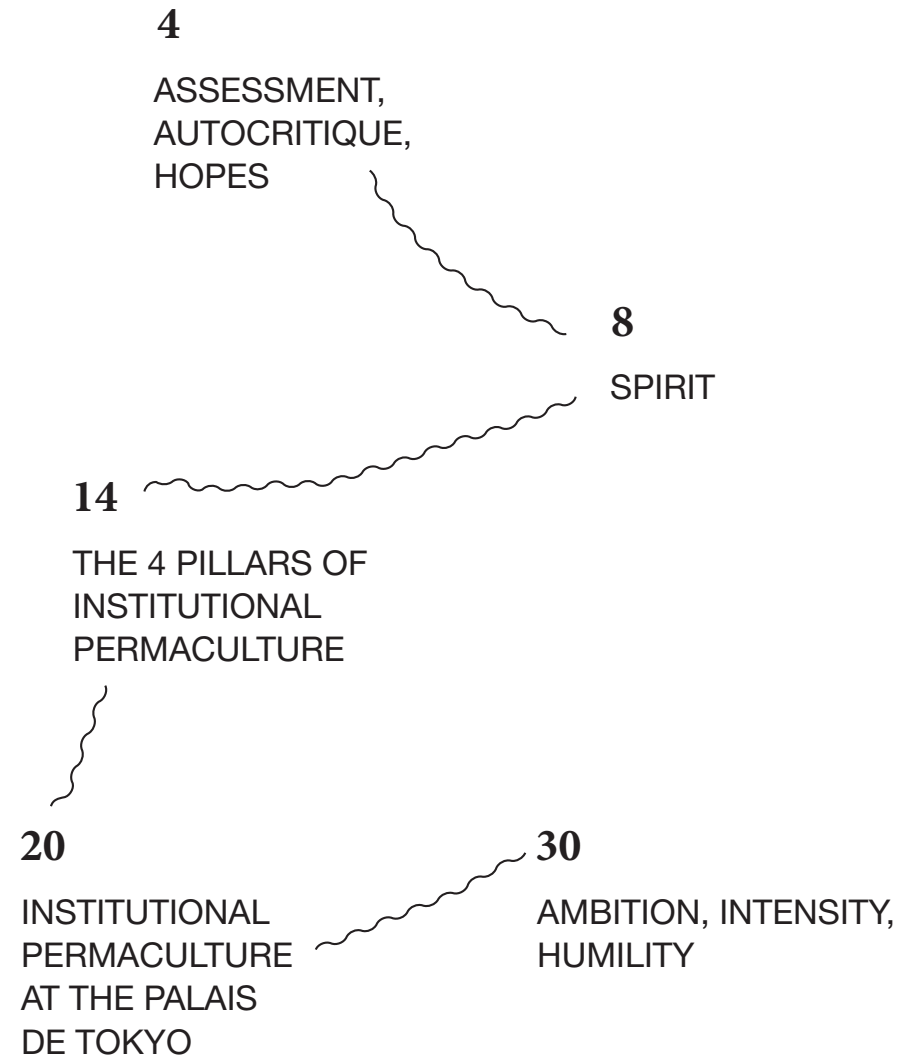 4
ASSESSMENT,
AUTOCRITIQUE,
HOPES
8
SPIRIT
14
THE 4 PILLARS OF
INSTITUTIONAL
PERMACULTURE
20
INSTITUTIONAL
PERMACULTURE
AT THE PALAIS
DE TOKYO
30
AMBITION, INTENSITY,
HUMILITY